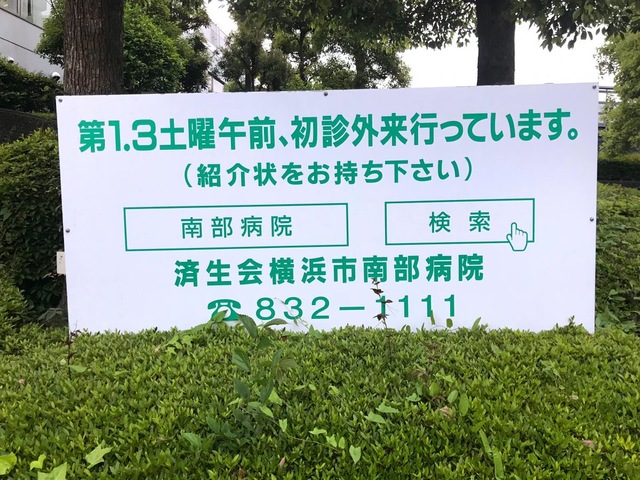 第1.3土曜午前、初診外来行っています。
（紹介状をお持ち下さい）
南部病院 検索
済生会横浜市南部病院
☎832－1111